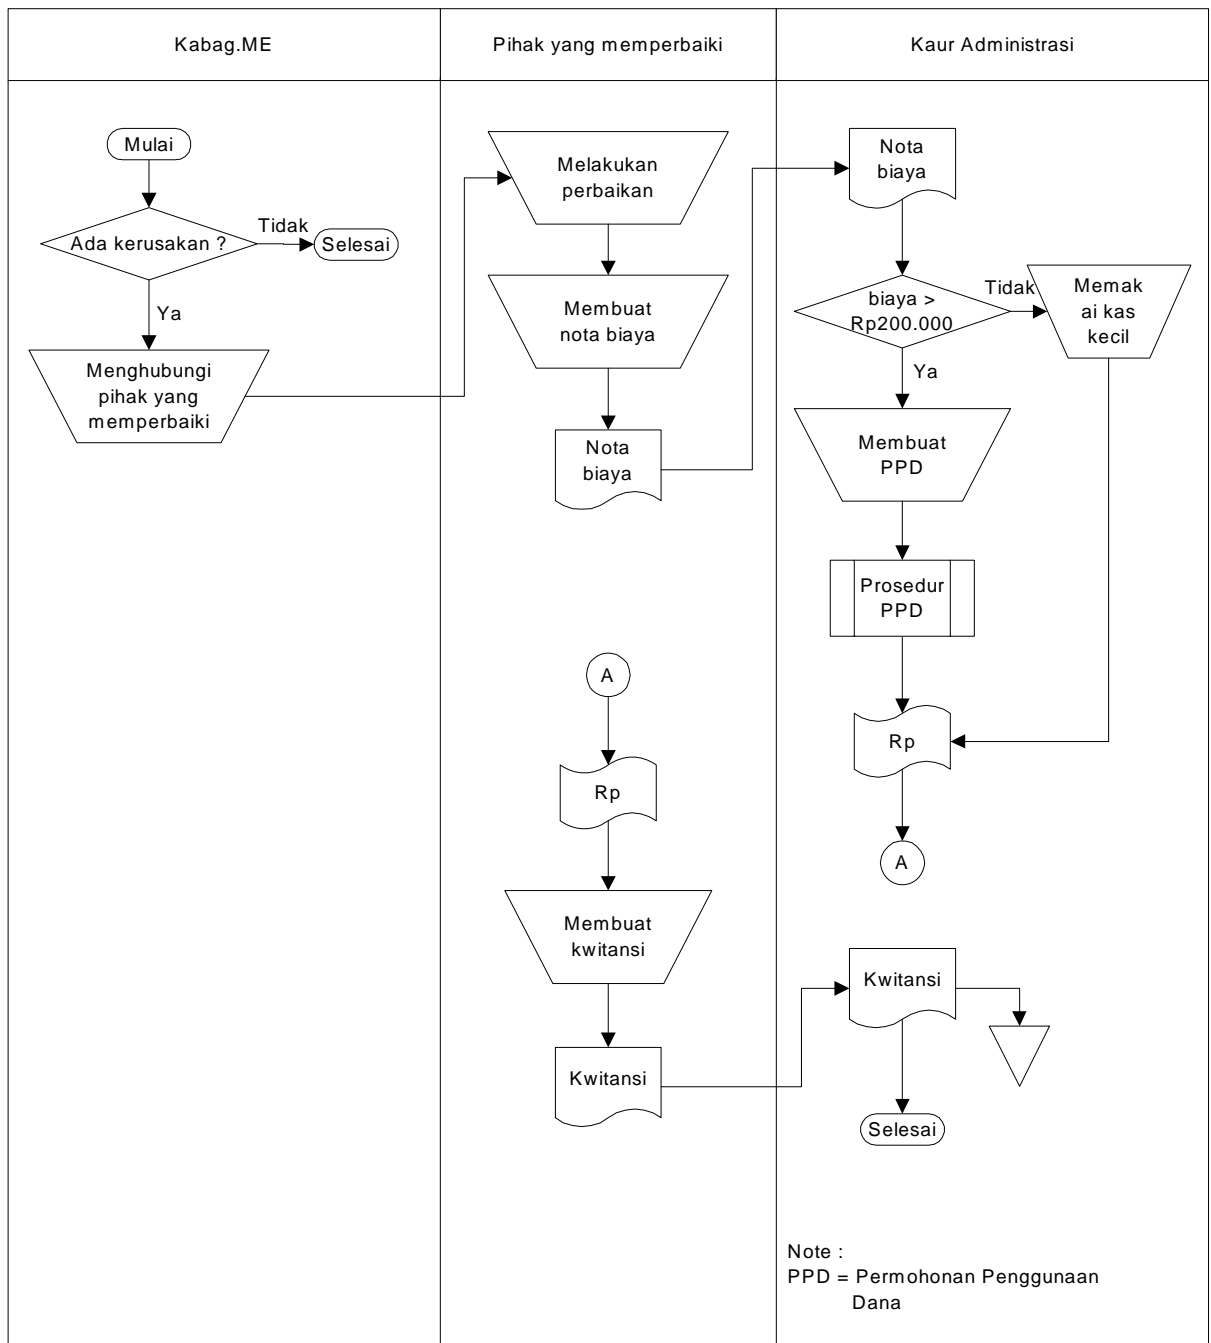 Kabag.ME
Pihak yang memperbaiki
Kaur Administrasi
Mulai
Ada kerusakan ?
Tidak
Selesai
Ya
Menghubungi
pihak yang
memperbaiki
Melakukan
perbaikan
Membuat
nota biaya
Nota
biaya
A
Rp
Membuat
kwitansi
Kwitansi
Nota
biaya
biaya >
Rp200.000
Tidak
Memak
ai kas
kecil
Ya
Membuat
PPD
Prosedur
PPD
Rp
A
Kwitansi
Selesai
Note :
PPD = Permohonan Penggunaan
Dana